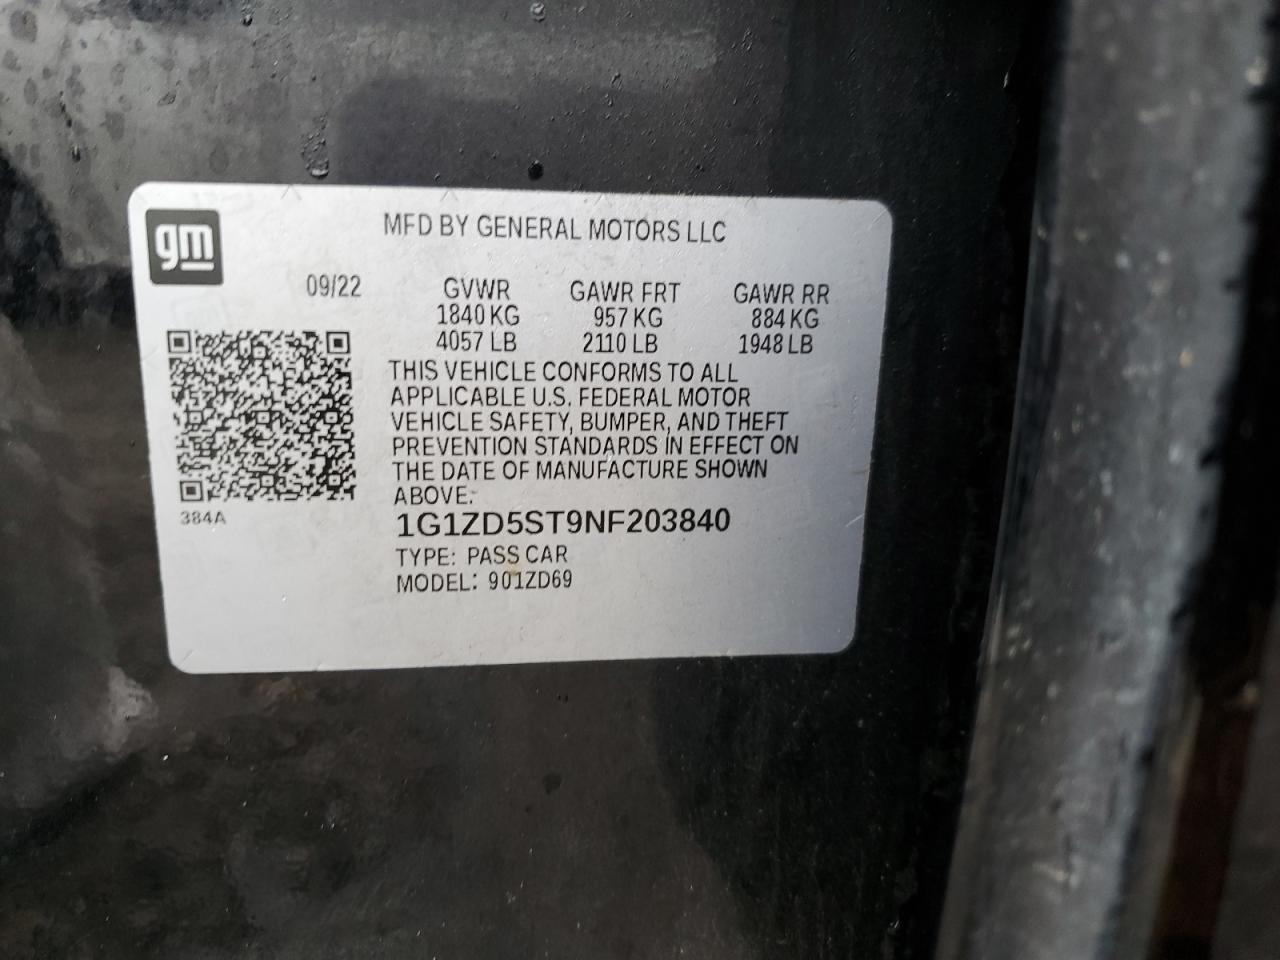 gm
MFD BY GENERAL MOTORS LLC
09/22 GVWR GAWR FRT GAWR RR
1840 KG 957 KG 884 KG
4057 LB 2110 LB 1948 LB
THIS VEHICLE CONFORMS TO ALL
APPLICABLE U.S. FEDERAL MOTOR
VEHICLE SAFETY, BUMPER, AND THEFT
PREVENTION STANDARDS IN EFFECT ON
THE DATE OF MANUFACTURE SHOWN
ABOVE.
384A
1G1ZD5ST9NF203840
TYPE: PASS CAR
MODEL: 901ZD69